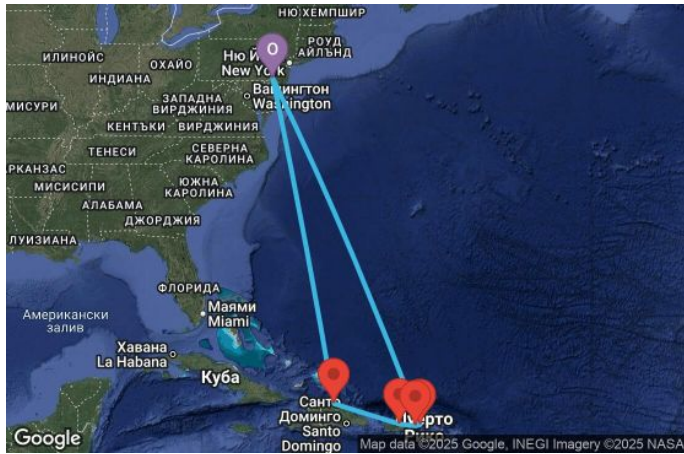 НЮ ХЕМПШИР
РОУД
АЙЛЪНД
ИЛИНОЙС
ОХАЙО
O
Ню Й
New York
ИНДИАНА
Вашингтон
Washington
МИСУРИ
ЗАПАДНА
ВИРДЖИНИЯ
КЕНТЪКИ
ВИРДЖИНИЯ
ТЕНЕСИ
СЕВЕРНА
КАРОЛИНА
РКАНЗАС
МИСИСИПИ
ЮЖНА
КАРОЛИНА
АЛАБАМА
ДЖОРДЖИЯ
ЛУИЗИАНА
ФЛОРИДА
Американски
залив
Маями
Miami
Хавана
La Habana
Куба
Санто
Доминго
Santo
Domingo
Пуерто
Рико
Google
Map data ©2025 Google, INEGI Imagery ©2025 NASA